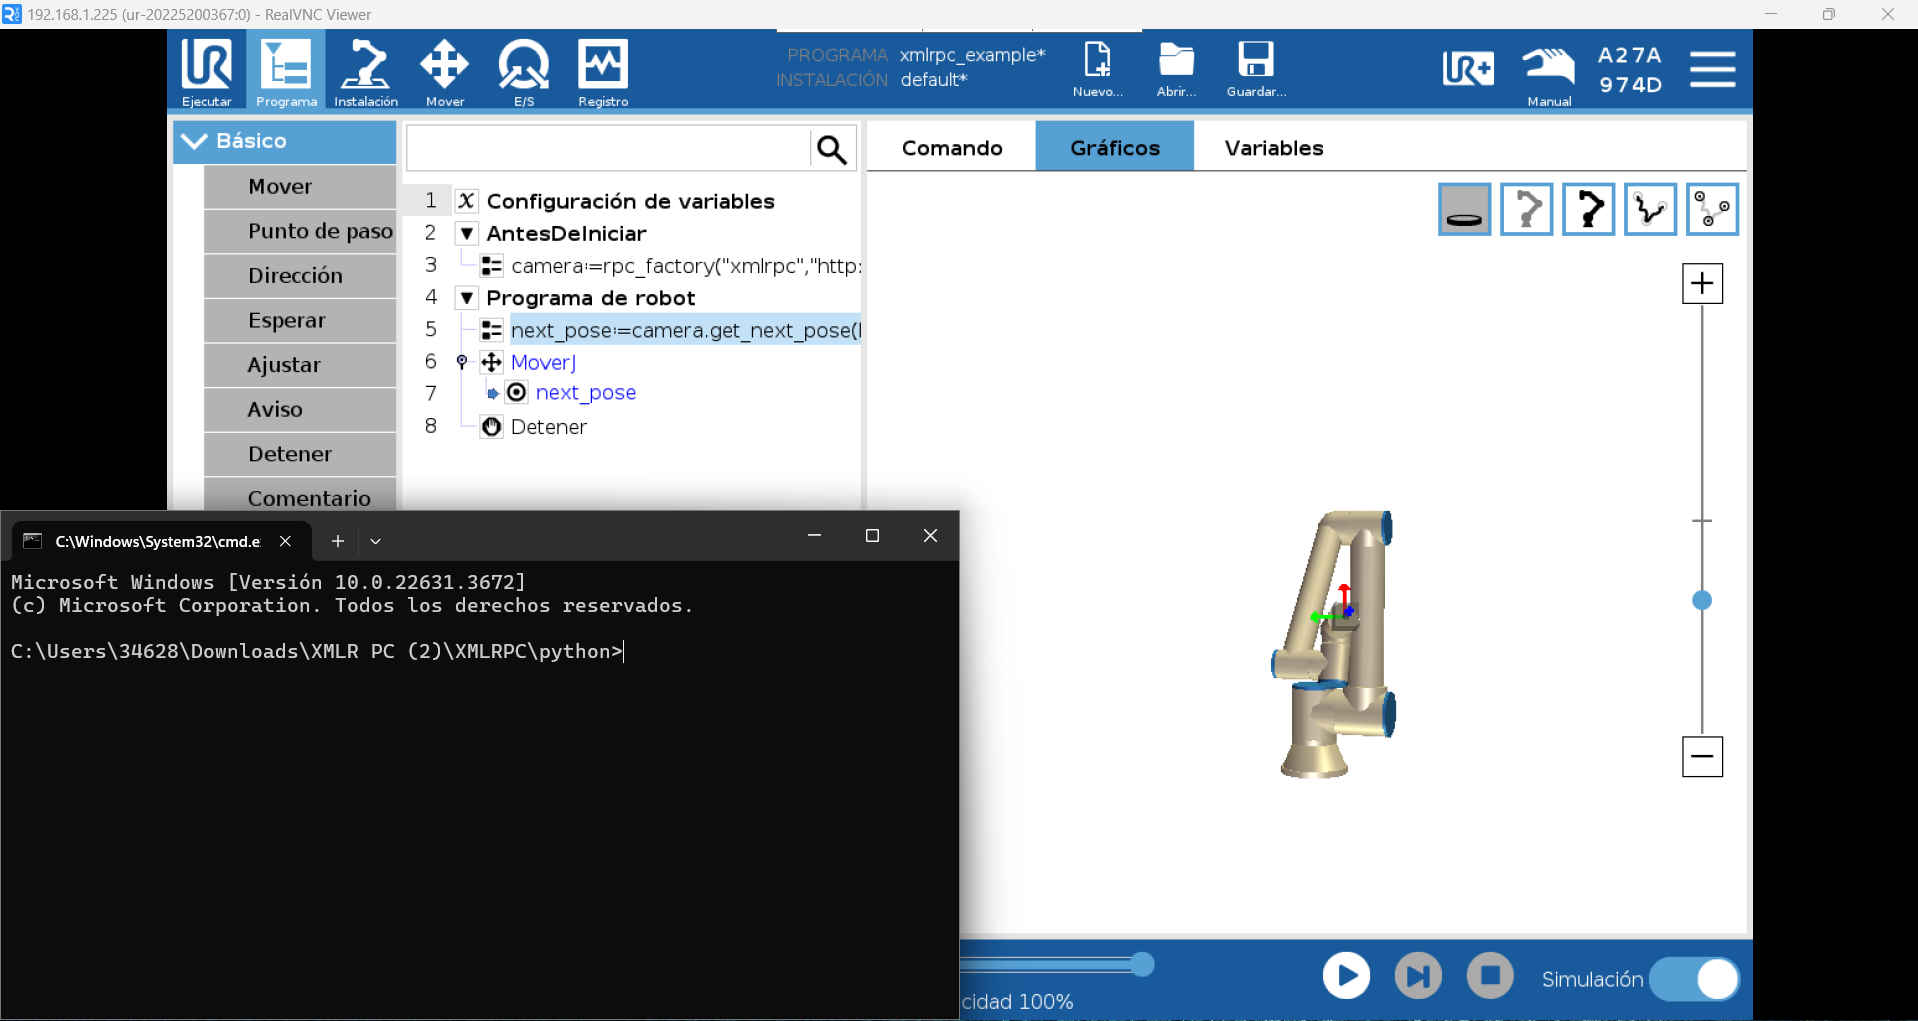 192.168.1.225 (ur-20225200367:0) - RealVNC Viewer
Ejecutar
Programa
Instalación
Mover
E/S
Registro
PROGRAMA xmlrpc_example*
INSTALACIÓN default*
Nuevo...
Abrir...
Guardar...
UR+
Manual
A27A
974D
Básico
Mover
Punto de paso
Dirección
Esperar
Ajustar
Aviso
Detener
Comentario
1 X Configuración de variables
2 AntesDeIniciar
3 camera≔rpc_factory("xmlrpc","http:
4 Programa de robot
5 next_pose≔camera.get_next_pose(
6 MoverJ
7 next_pose
8 Detener
Comando
Gráficos
Variables
+
−
C:\Windows\System32\cmd.e
Microsoft Windows [Versión 10.0.22631.3672]
(c) Microsoft Corporation. Todos los derechos reservados.
C:\Users\34628\Downloads\XMLR PC (2)\XMLRPC\python>
cidad 100%
Simulación